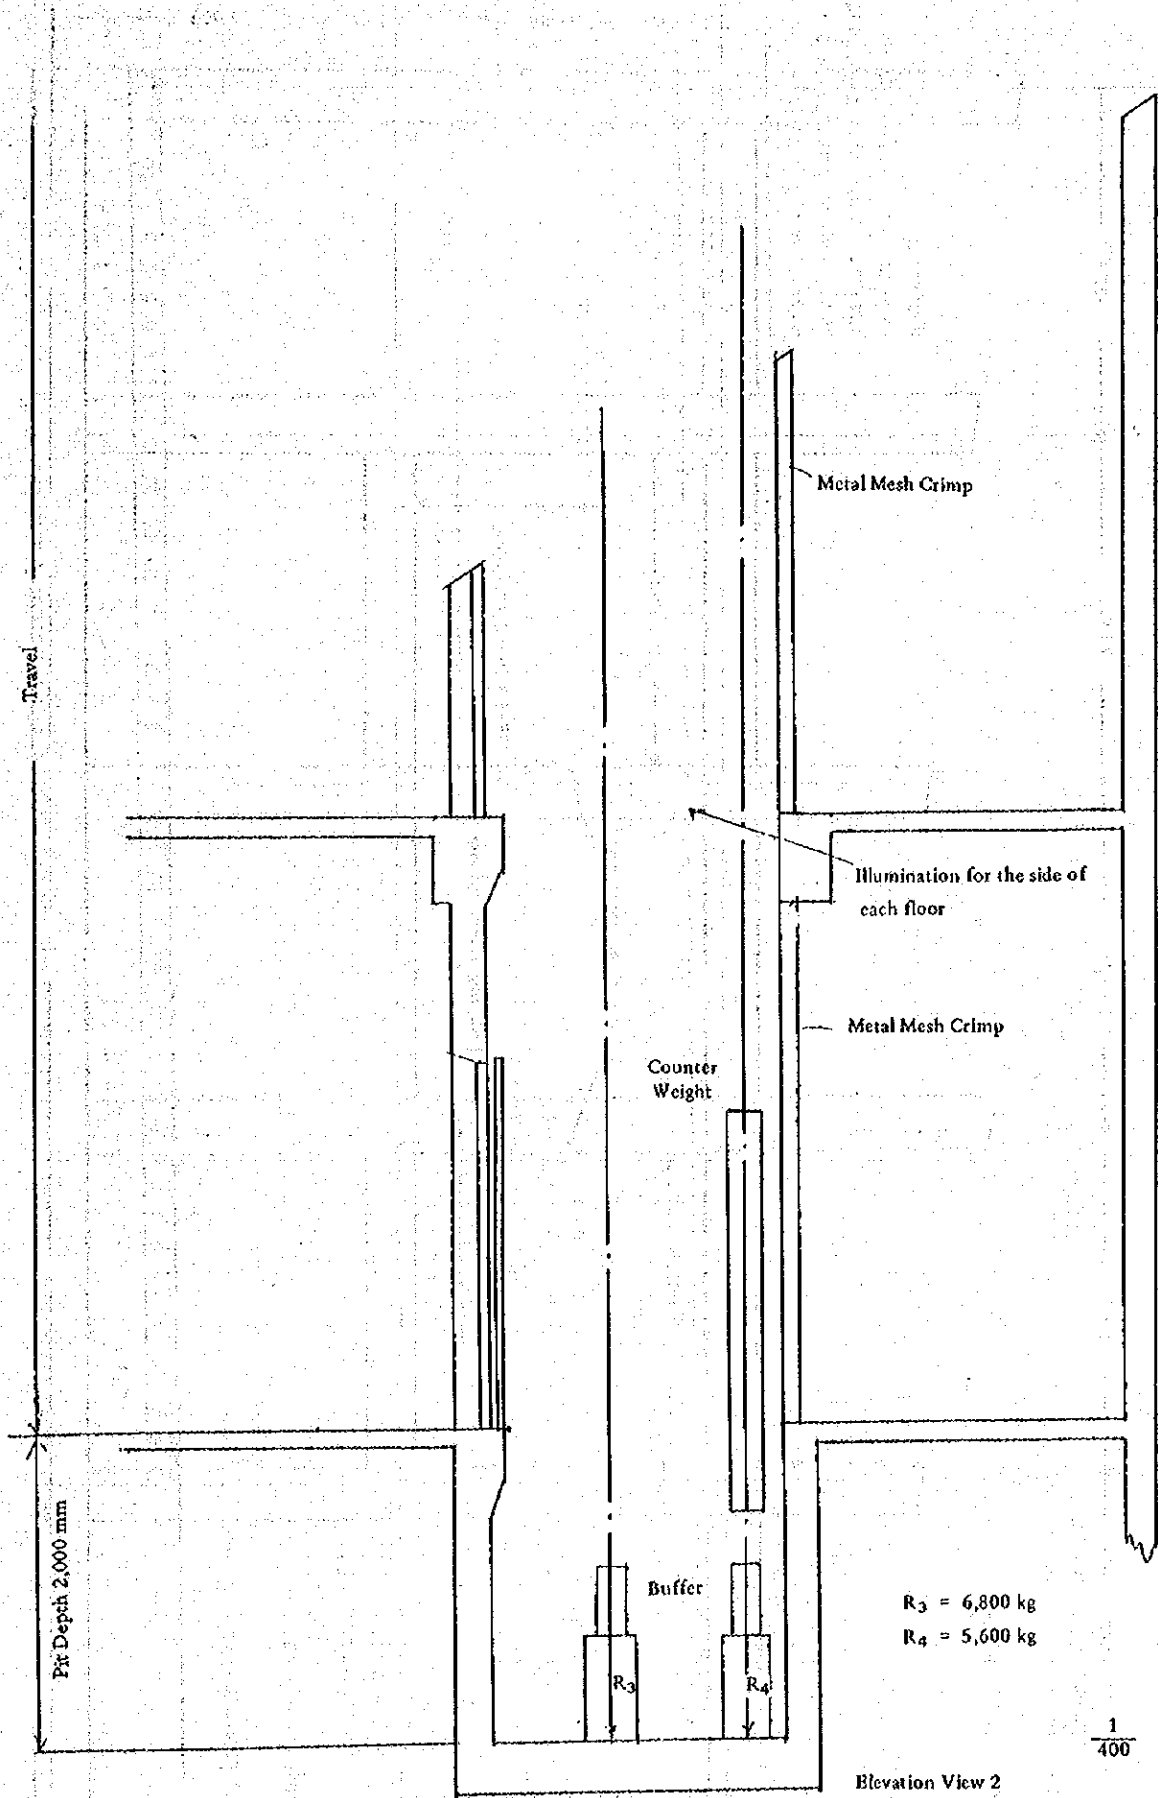 Metal Mesh Crimp
Travel
Illumination for the side of
each floor
Metal Mesh Crimp
Counter
Weight
Pit Depth 2,000 mm
Buffer
R3 = 6,800 kg
R4 = 5,600 kg
R3
R4
1
400
Elevation View 2